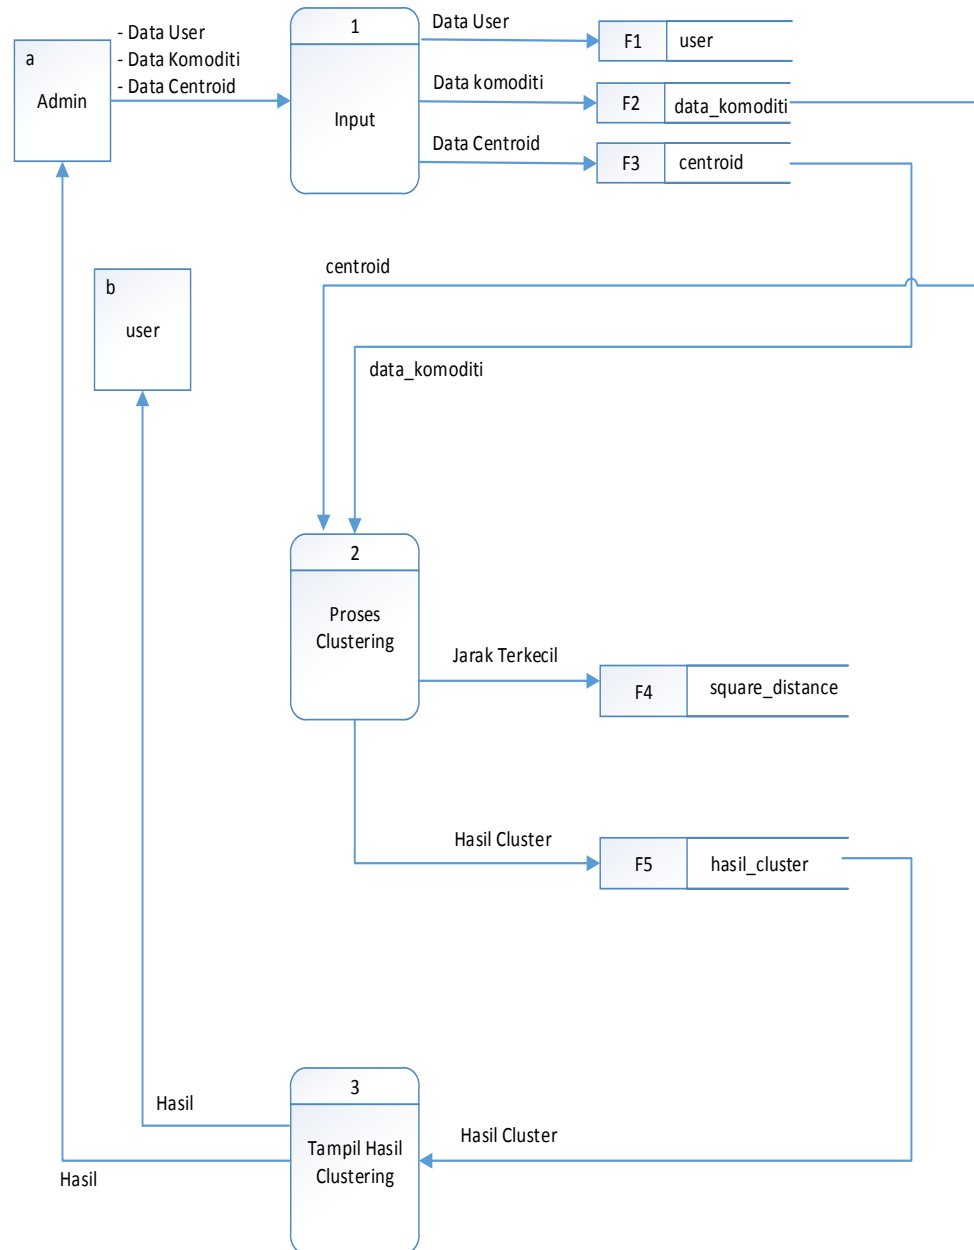 a
Admin
- Data User
- Data Komoditi
- Data Centroid
1
Input
Data User
F1
user
Data komoditi
F2
data_komoditi
Data Centroid
F3
centroid
centroid
b
user
data_komoditi
2
Proses
Clustering
Jarak Terkecil
F4
square_distance
Hasil Cluster
F5
hasil_cluster
3
Tampil Hasil
Clustering
Hasil
Hasil
Hasil Cluster